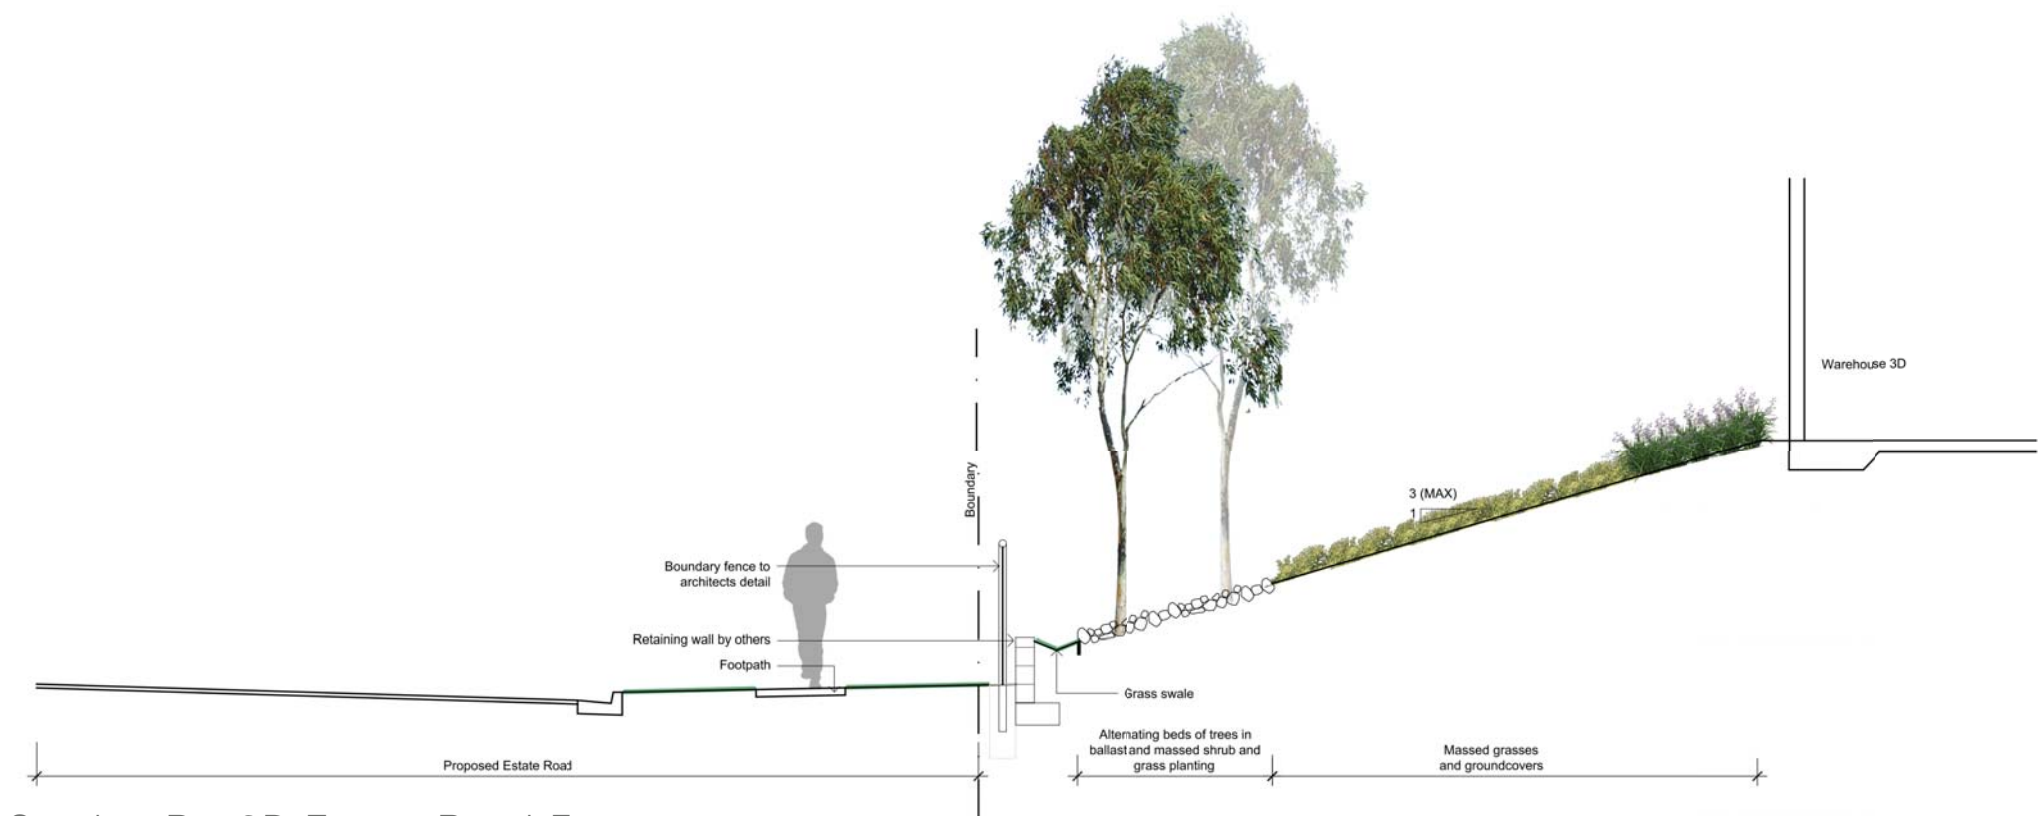 Warehouse 3D
Boundary
3 (MAX)
1
Boundary fence to
architects detail
Retaining wall by others
Footpath
Grass swale
Alternating beds of trees in
ballast and massed shrub and
grass planting
Massed grasses
and groundcovers
Proposed Estate Road